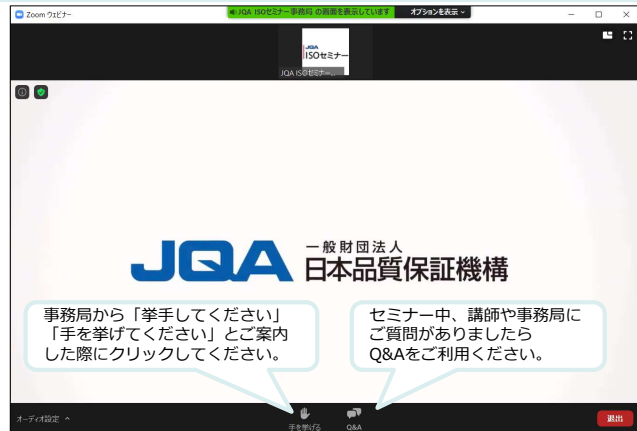 Zoom ウェビナー
JQA ISOセミナー事務局 の画面を表示しています
オプションを表示
JQA
ISOセミナー
JQA ISOセミナー...
JQA
一般財団法人
日本品質保証機構
事務局から「挙手してください」
「手を挙げてください」とご案内
した際にクリックしてください。
セミナー中、講師や事務局に
ご質問がありましたら
Q&Aをご利用ください。
オーディオ設定
手を挙げる
Q&A
退出